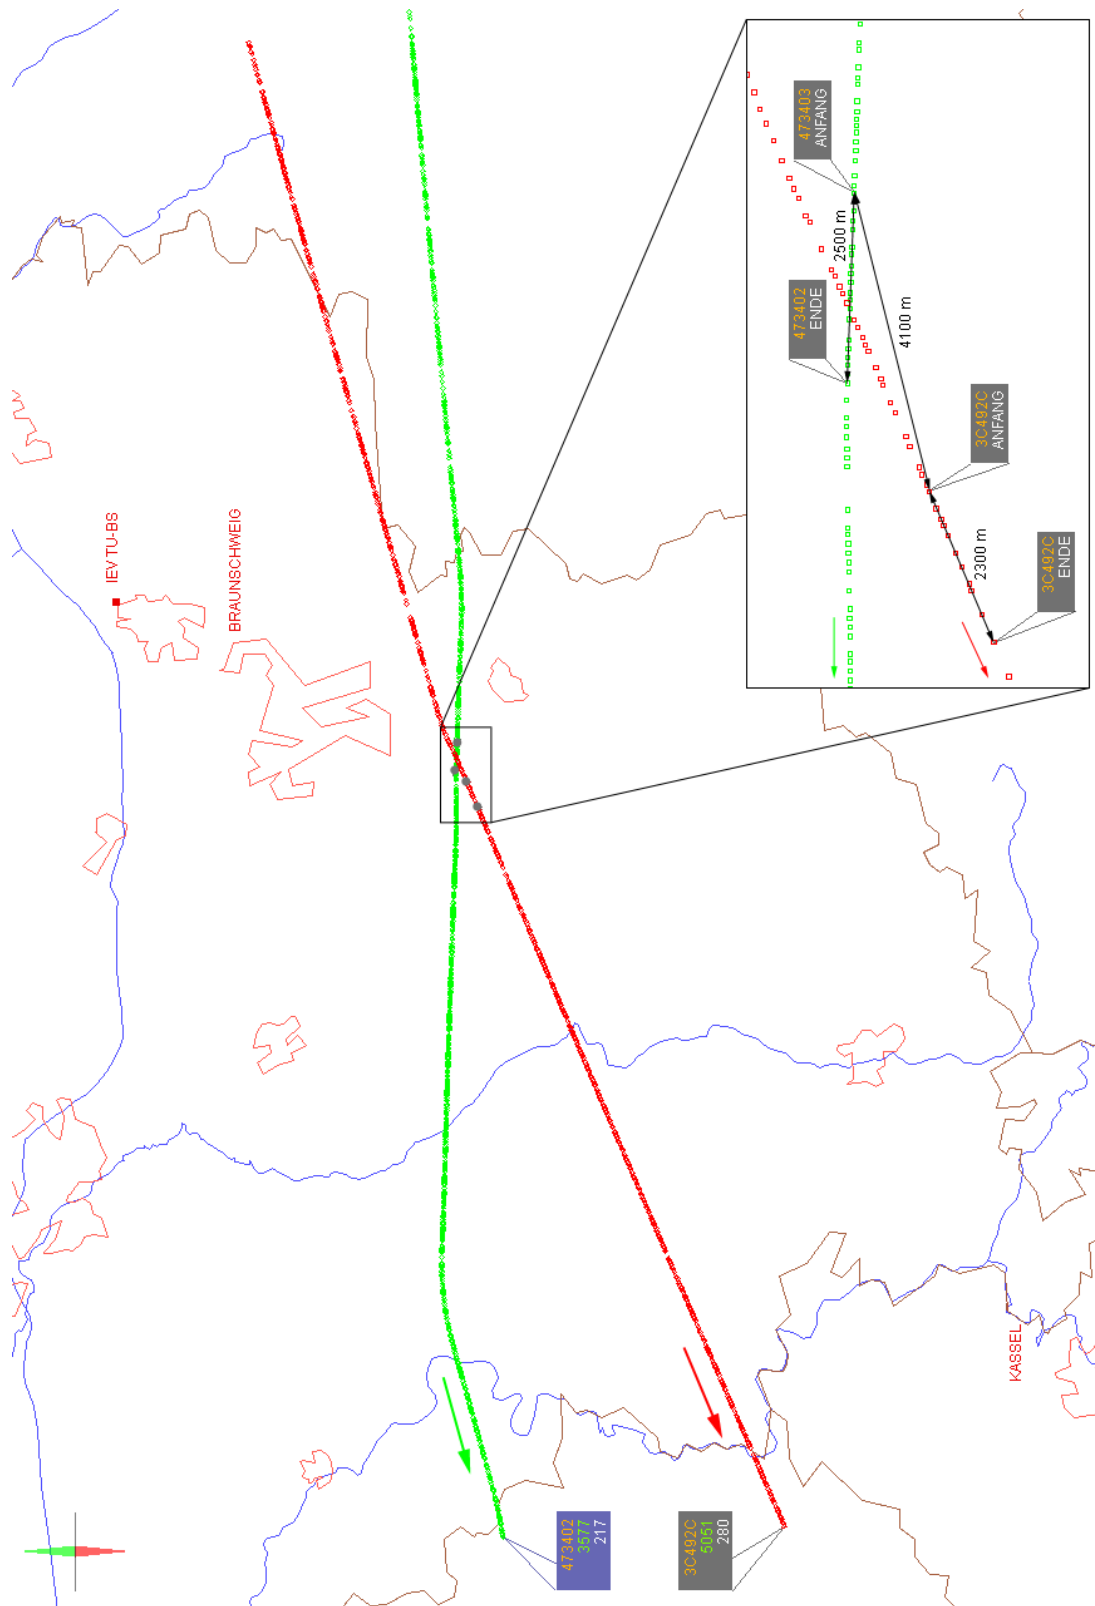 IEV TU-BS
BRAUNSCHWEIG
KASSEL
473402
3577
217
3C492C
5051
280
473403
ANFANG
2500 m
473402
ENDE
4100 m
3C492C
ANFANG
2300 m
3C492C
ENDE